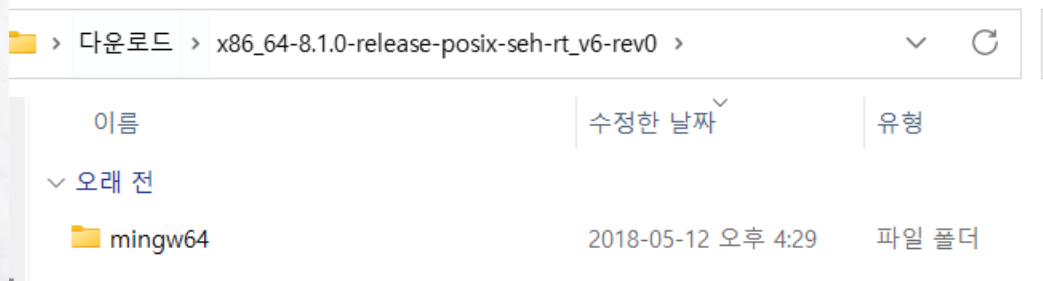 다운로드 > x86_64-8.1.0-release-posix-seh-rt_v6-rev0 >
이름 수정한 날짜 유형
오래 전
mingw64 2018-05-12 오후 4:29 파일 폴더